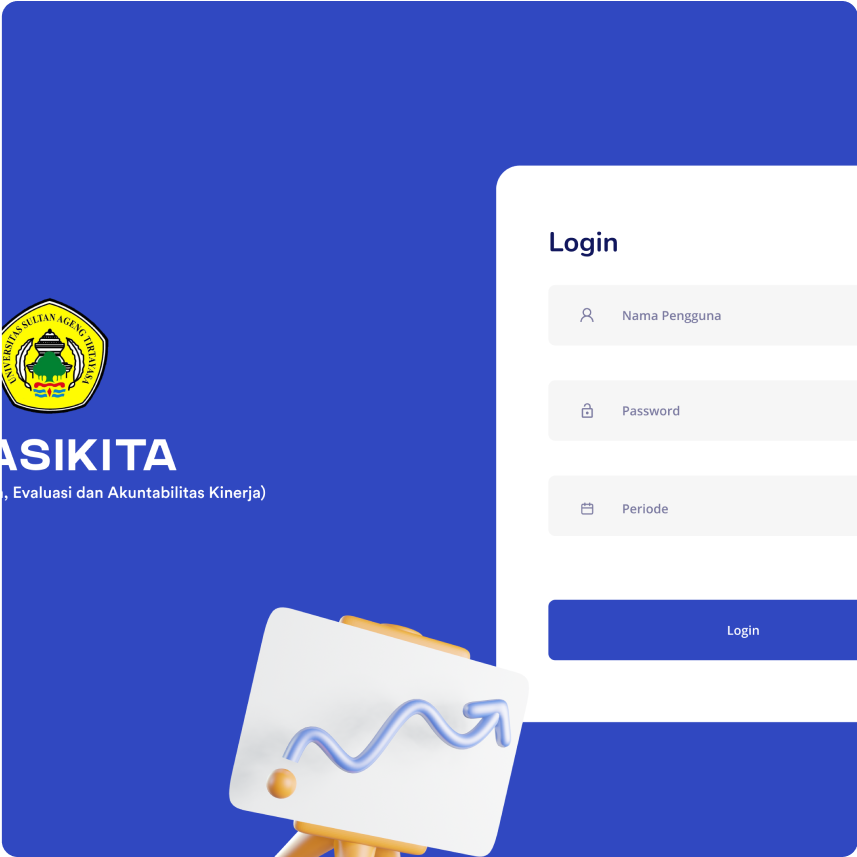 UNIVERSITAS SULTAN AGENG TIRTAYASA
ASIKITA
, Evaluasi dan Akuntabilitas Kinerja)
Login
Nama Pengguna
Password
Periode
Login